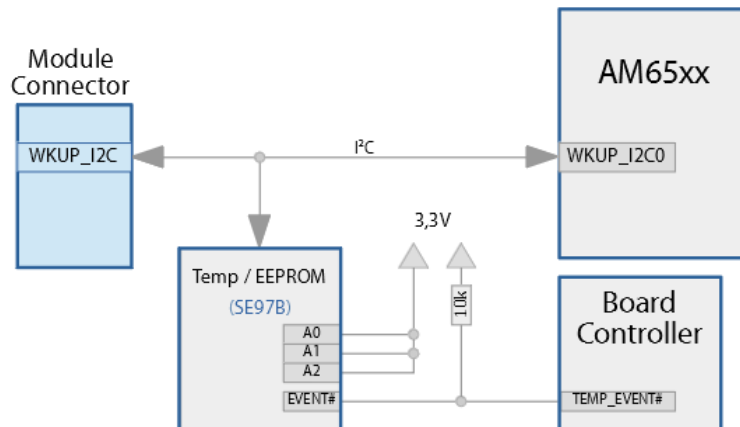 Module
Connector
WKUP_I2C
I²C
AM65xx
WKUP_I2C0
3,3V
Temp / EEPROM
(SE97B)
A0
A1
A2
EVENT#
10k
Board
Controller
TEMP_EVENT#